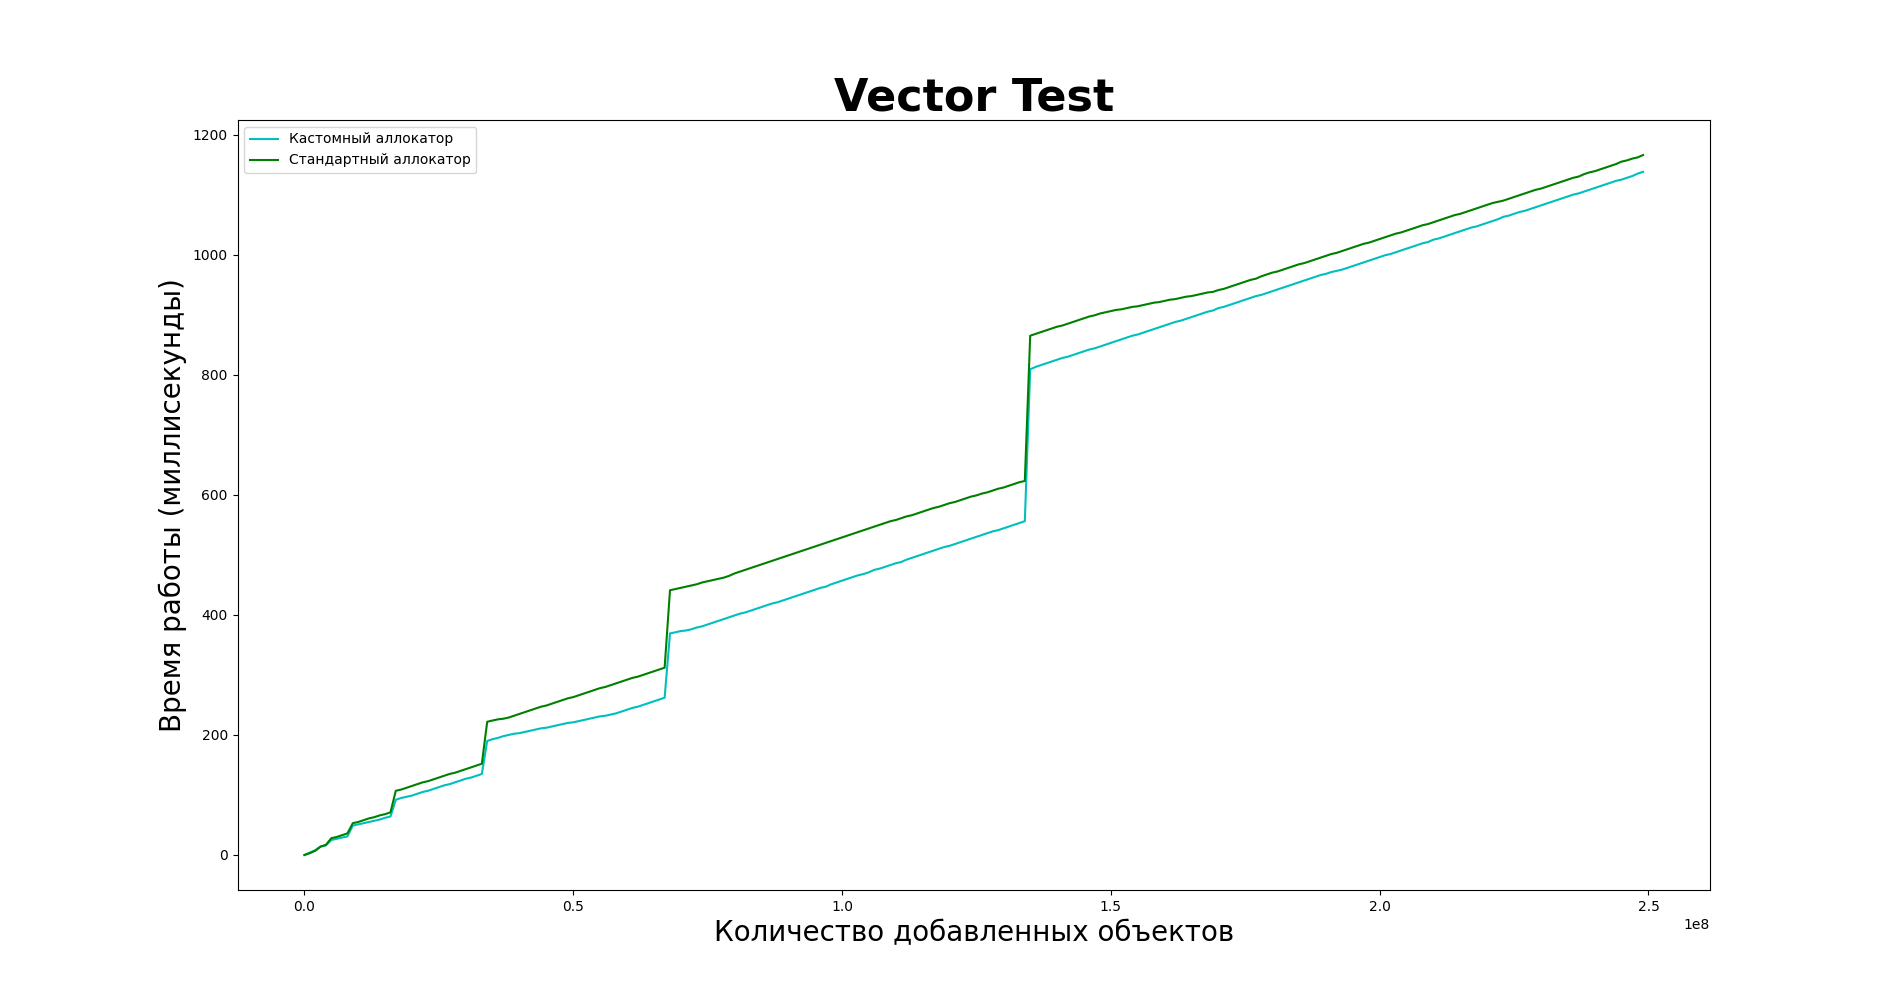 Vector Test
Кастомный аллокатор
Стандартный аллокатор
Время работы (миллисекунды)
1200
1000
800
600
400
200
0
0.0 0.5 1.0 1.5 2.0 2.5
1e8
Количество добавленных объектов